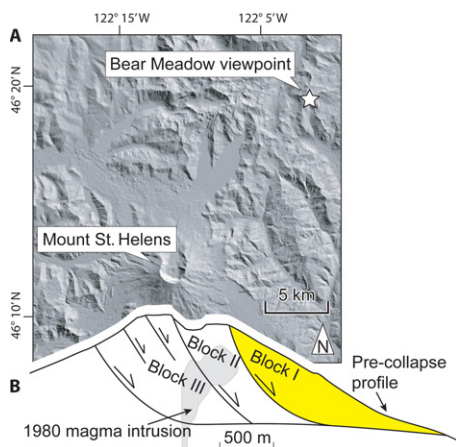 122° 15'W
122° 5'W
A
Bear Meadow viewpoint
46° 20'N
Mount St. Helens
5 km
46° 10'N
N
Block I
Block II
Block III
Pre-collapse
profile
B
1980 magma intrusion
500 m